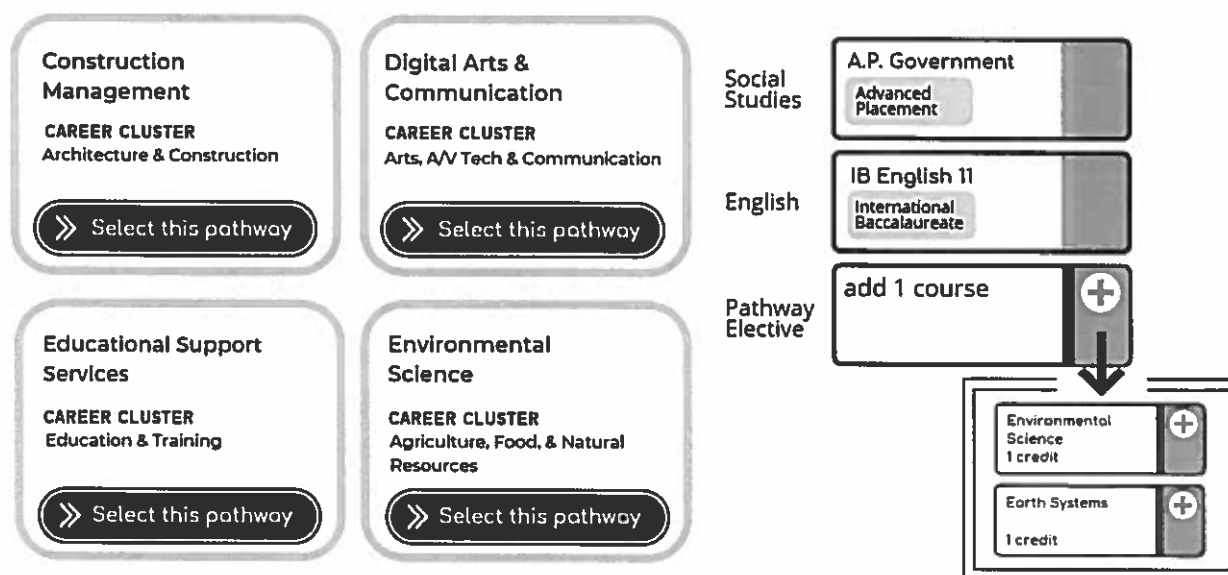 Construction
Management
CAREER CLUSTER
Architecture & Construction
Select this pathway
Digital Arts &
Communication
CAREER CLUSTER
Arts, A/V Tech & Communication
Select this pathway
Educational Support
Services
CAREER CLUSTER
Education & Training
Select this pathway
Environmental
Science
CAREER CLUSTER
Agriculture, Food, & Natural
Resources
Select this pathway
Social
Studies
A.P. Government
Advanced
Placement
English
IB English 11
International
Baccalaureate
Pathway
Elective
add 1 course
Environmental
Science
1 credit
Earth Systems
1 credit